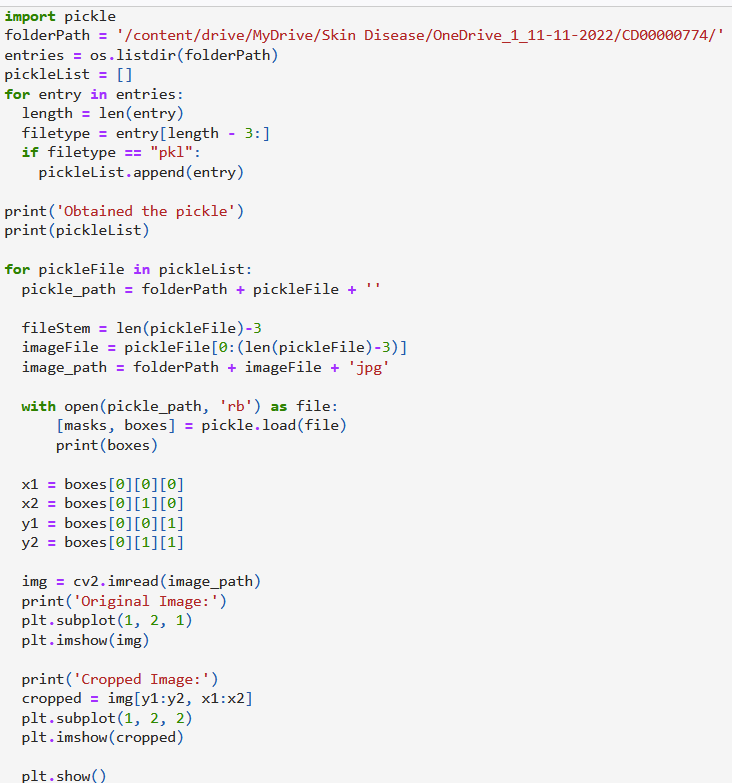 import pickle
folderPath = '/content/drive/MyDrive/Skin Disease/OneDrive_1_11-11-2022/CD00000774/'
entries = os.listdir(folderPath)
pickleList = []
for entry in entries:
  length = len(entry)
  filetype = entry[length - 3:]
  if filetype == "pkl":
    pickleList.append(entry)

print('Obtained the pickle')
print(pickleList)

for pickleFile in pickleList:
  pickle_path = folderPath + pickleFile + ''

  fileStem = len(pickleFile)-3
  imageFile = pickleFile[0:(len(pickleFile)-3)]
  image_path = folderPath + imageFile + 'jpg'

  with open(pickle_path, 'rb') as file:
      [masks, boxes] = pickle.load(file)
      print(boxes)

  x1 = boxes[0][0][0]
  x2 = boxes[0][1][0]
  y1 = boxes[0][0][1]
  y2 = boxes[0][1][1]

  img = cv2.imread(image_path)
  print('Original Image:')
  plt.subplot(1, 2, 1)
  plt.imshow(img)

  print('Cropped Image:')
  cropped = img[y1:y2, x1:x2]
  plt.subplot(1, 2, 2)
  plt.imshow(cropped)

  plt.show()